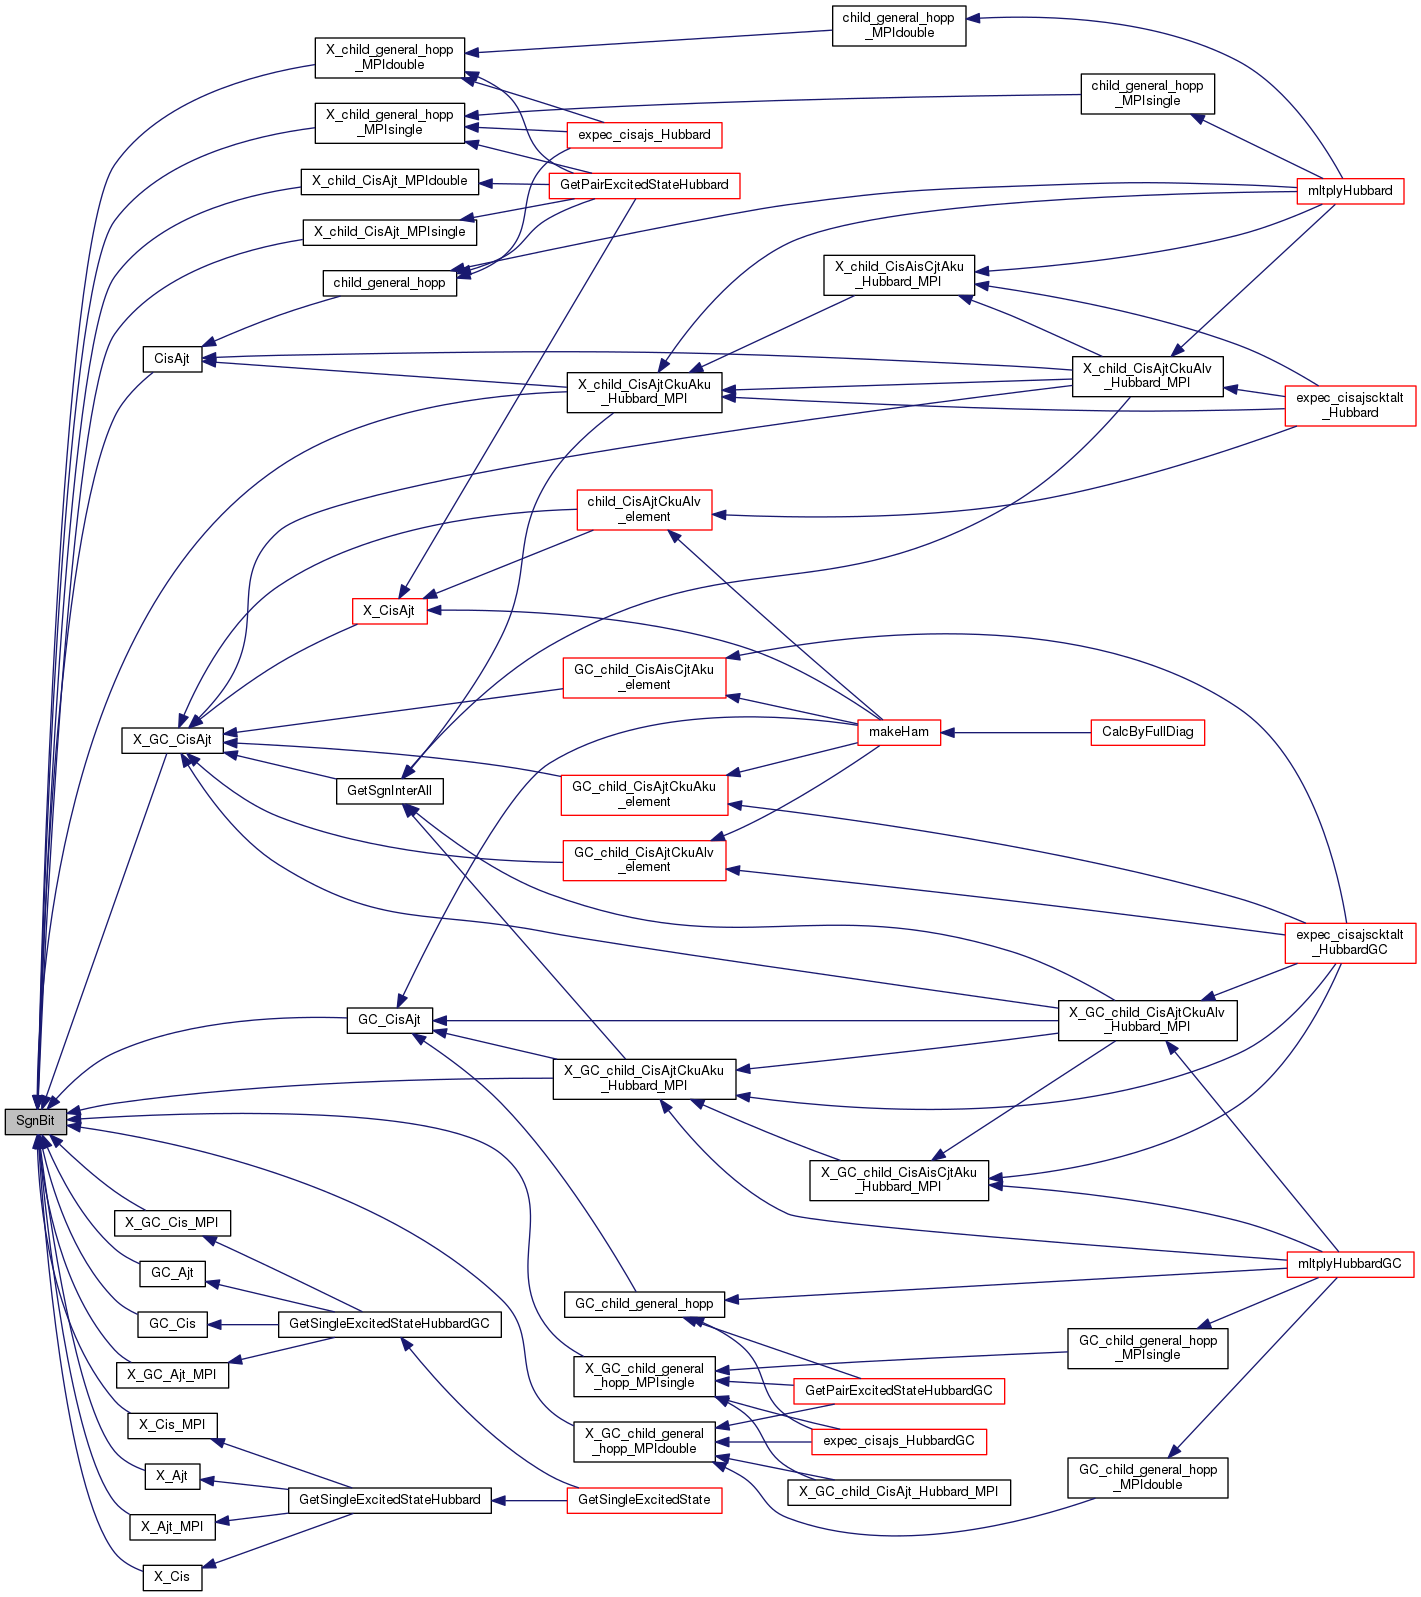 child_general_hopp
_MPIdouble
X_child_general_hopp
_MPIdouble
child_general_hopp
_MPIsingle
X_child_general_hopp
_MPIsingle
expec_cisajs_Hubbard
X_child_CisAjt_MPIdouble
GetPairExcitedStateHubbard
mltplyHubbard
X_child_CisAjt_MPIsingle
child_general_hopp
X_child_CisAisCjtAku
_Hubbard_MPI
CisAjt
X_child_CisAjtCkuAku
_Hubbard_MPI
X_child_CisAjtCkuAlv
_Hubbard_MPI
expec_cisajscktalt
_Hubbard
child_CisAjtCkuAlv
_element
X_CisAjt
GC_child_CisAisCjtAku
_element
X_GC_CisAjt
makeHam
CalcByFullDiag
GetSgnInterAll
GC_child_CisAjtCkuAku
_element
GC_child_CisAjtCkuAlv
_element
expec_cisajscktalt
_HubbardGC
GC_CisAjt
X_GC_child_CisAjtCkuAlv
_Hubbard_MPI
X_GC_child_CisAjtCkuAku
_Hubbard_MPI
SgnBit
X_GC_child_CisAisCjtAku
_Hubbard_MPI
X_GC_Cis_MPI
GC_Ajt
mltplyHubbardGC
GC_child_general_hopp
GC_Cis
GetSingleExcitedStateHubbardGC
GC_child_general_hopp
_MPIsingle
X_GC_Ajt_MPI
X_GC_child_general
_hopp_MPIsingle
GetPairExcitedStateHubbardGC
X_Cis_MPI
X_GC_child_general
_hopp_MPIdouble
expec_cisajs_HubbardGC
X_Ajt
GC_child_general_hopp
_MPIdouble
X_GC_child_CisAjt_Hubbard_MPI
GetSingleExcitedStateHubbard
GetSingleExcitedState
X_Ajt_MPI
X_Cis